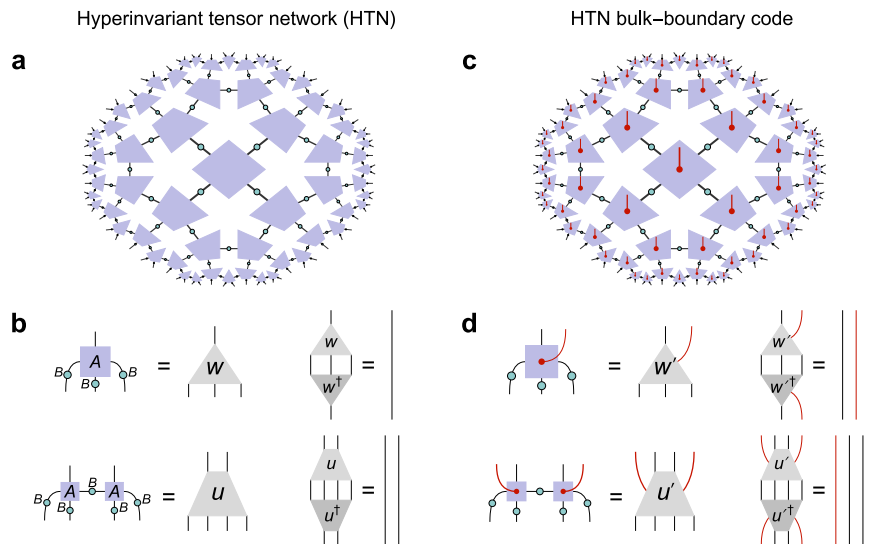 Hyperinvariant tensor network (HTN)
HTN bulk–boundary code
a
c
b
A
B
B
B
=
w
w
w†
=
A
A
B
B
B
B
B
=
u
u
u†
=
d
=
w′
w′
w′†
=
=
u′
u′
u′†
=